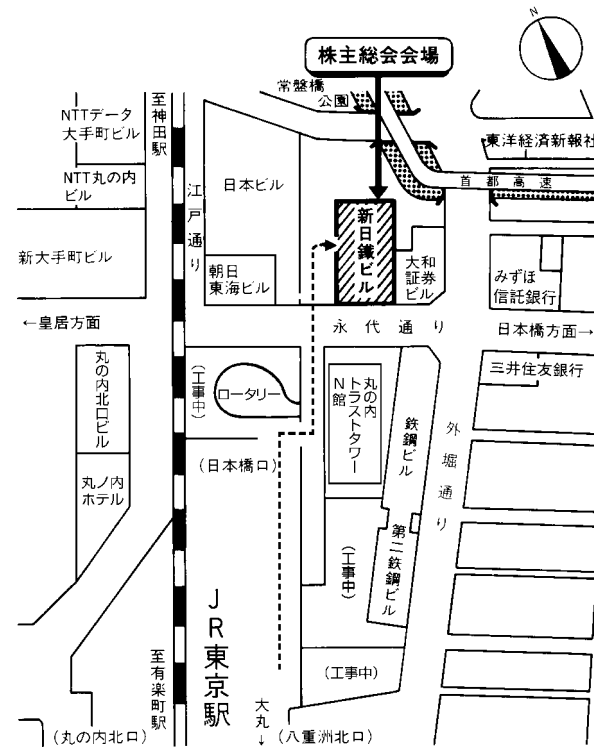 株主総会会場
常盤橋
公園
NTTデータ
大手町ビル
至神田駅
東洋経済新報社
首都高速
NTT丸の内
ビル
日本ビル
江戸通り
新日鐵ビル
新大手町ビル
朝日
東海ビル
大和
証券
ビル
みずほ
信託銀行
←皇居方面
永代通り
日本橋方面→
丸の内北口ビル
(工事中)
ロータリー
丸の内
トラストタワー
N館
三井住友銀行
鉄鋼ビル
外堀通り
(日本橋口)
丸ノ内
ホテル
第二鉄鋼ビル
(工事中)
JR東京駅
至有楽町駅
(工事中)
大丸↓
(丸の内北口)
(八重洲北口)